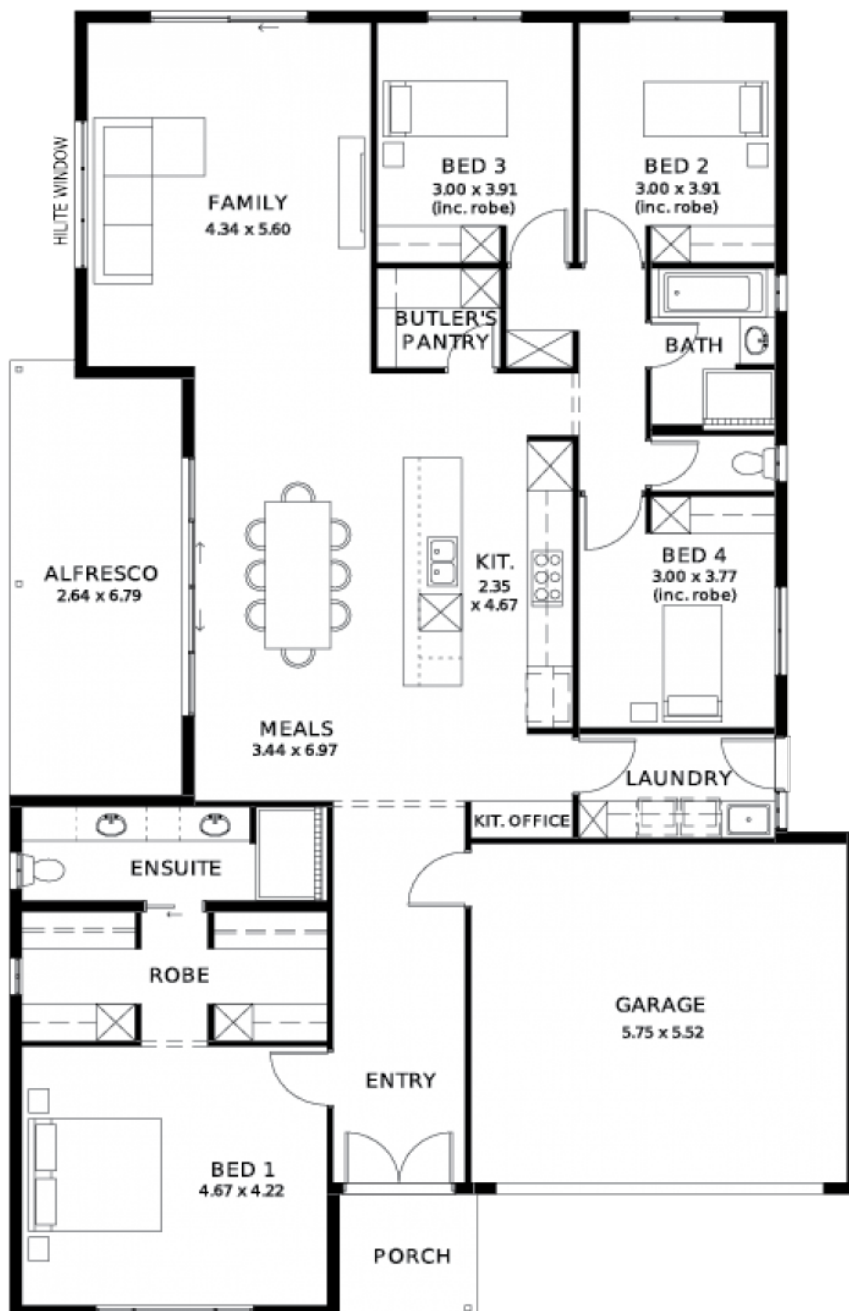 BED 3
3.00 x 3.91
(inc. robe)
BED 2
3.00 x 3.91
(inc. robe)
HILITE WINDOW
FAMILY
4.34 x 5.60
BUTLER'S
PANTRY
BATH
ALFRESCO
2.64 x 6.79
KIT.
2.35
x 4.67
BED 4
3.00 x 3.77
(inc. robe)
MEALS
3.44 x 6.97
LAUNDRY
KIT. OFFICE
ENSUITE
ROBE
GARAGE
5.75 x 5.52
ENTRY
BED 1
4.67 x 4.22
PORCH